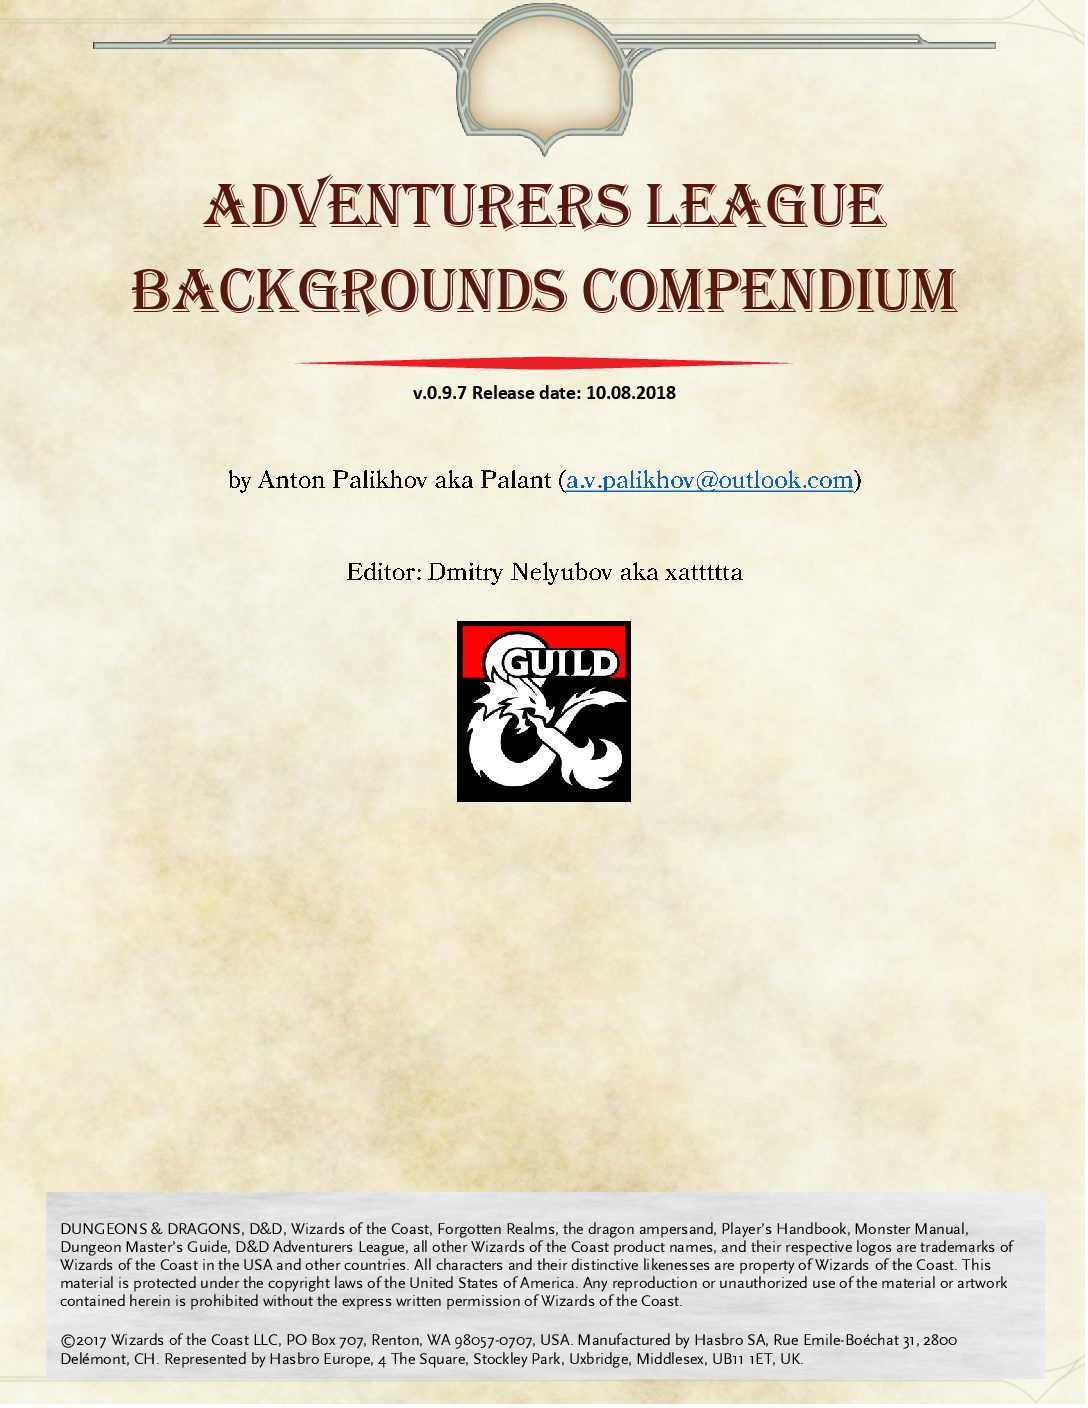 ADVENTURERS LEAGUE
BACKGROUNDS COMPENDIUM
v.0.9.7 Release date: 10.08.2018
by Anton Palikhov aka Palant (a.v.palikhov@outlook.com)
Editor: Dmitry Nelyubov aka xattttta
GUILD
DUNGEONS & DRAGONS, D&D, Wizards of the Coast, Forgotten Realms, the dragon ampersand, Player's Handbook, Monster Manual,
Dungeon Master's Guide, D&D Adventurers League, all other Wizards of the Coast product names, and their respective logos are trademarks of
Wizards of the Coast in the USA and other countries. All characters and their distinctive likenesses are property of Wizards of the Coast. This
material is protected under the copyright laws of the United States of America. Any reproduction or unauthorized use of the material or artwork
contained herein is prohibited without the express written permission of Wizards of the Coast.
©2017 Wizards of the Coast LLC, PO Box 707, Renton, WA 98057-0707, USA. Manufactured by Hasbro SA, Rue Emile-Boéchat 31, 2800
Delémont, CH. Represented by Hasbro Europe, 4 The Square, Stockley Park, Uxbridge, Middlesex, UB11 1ET, UK.